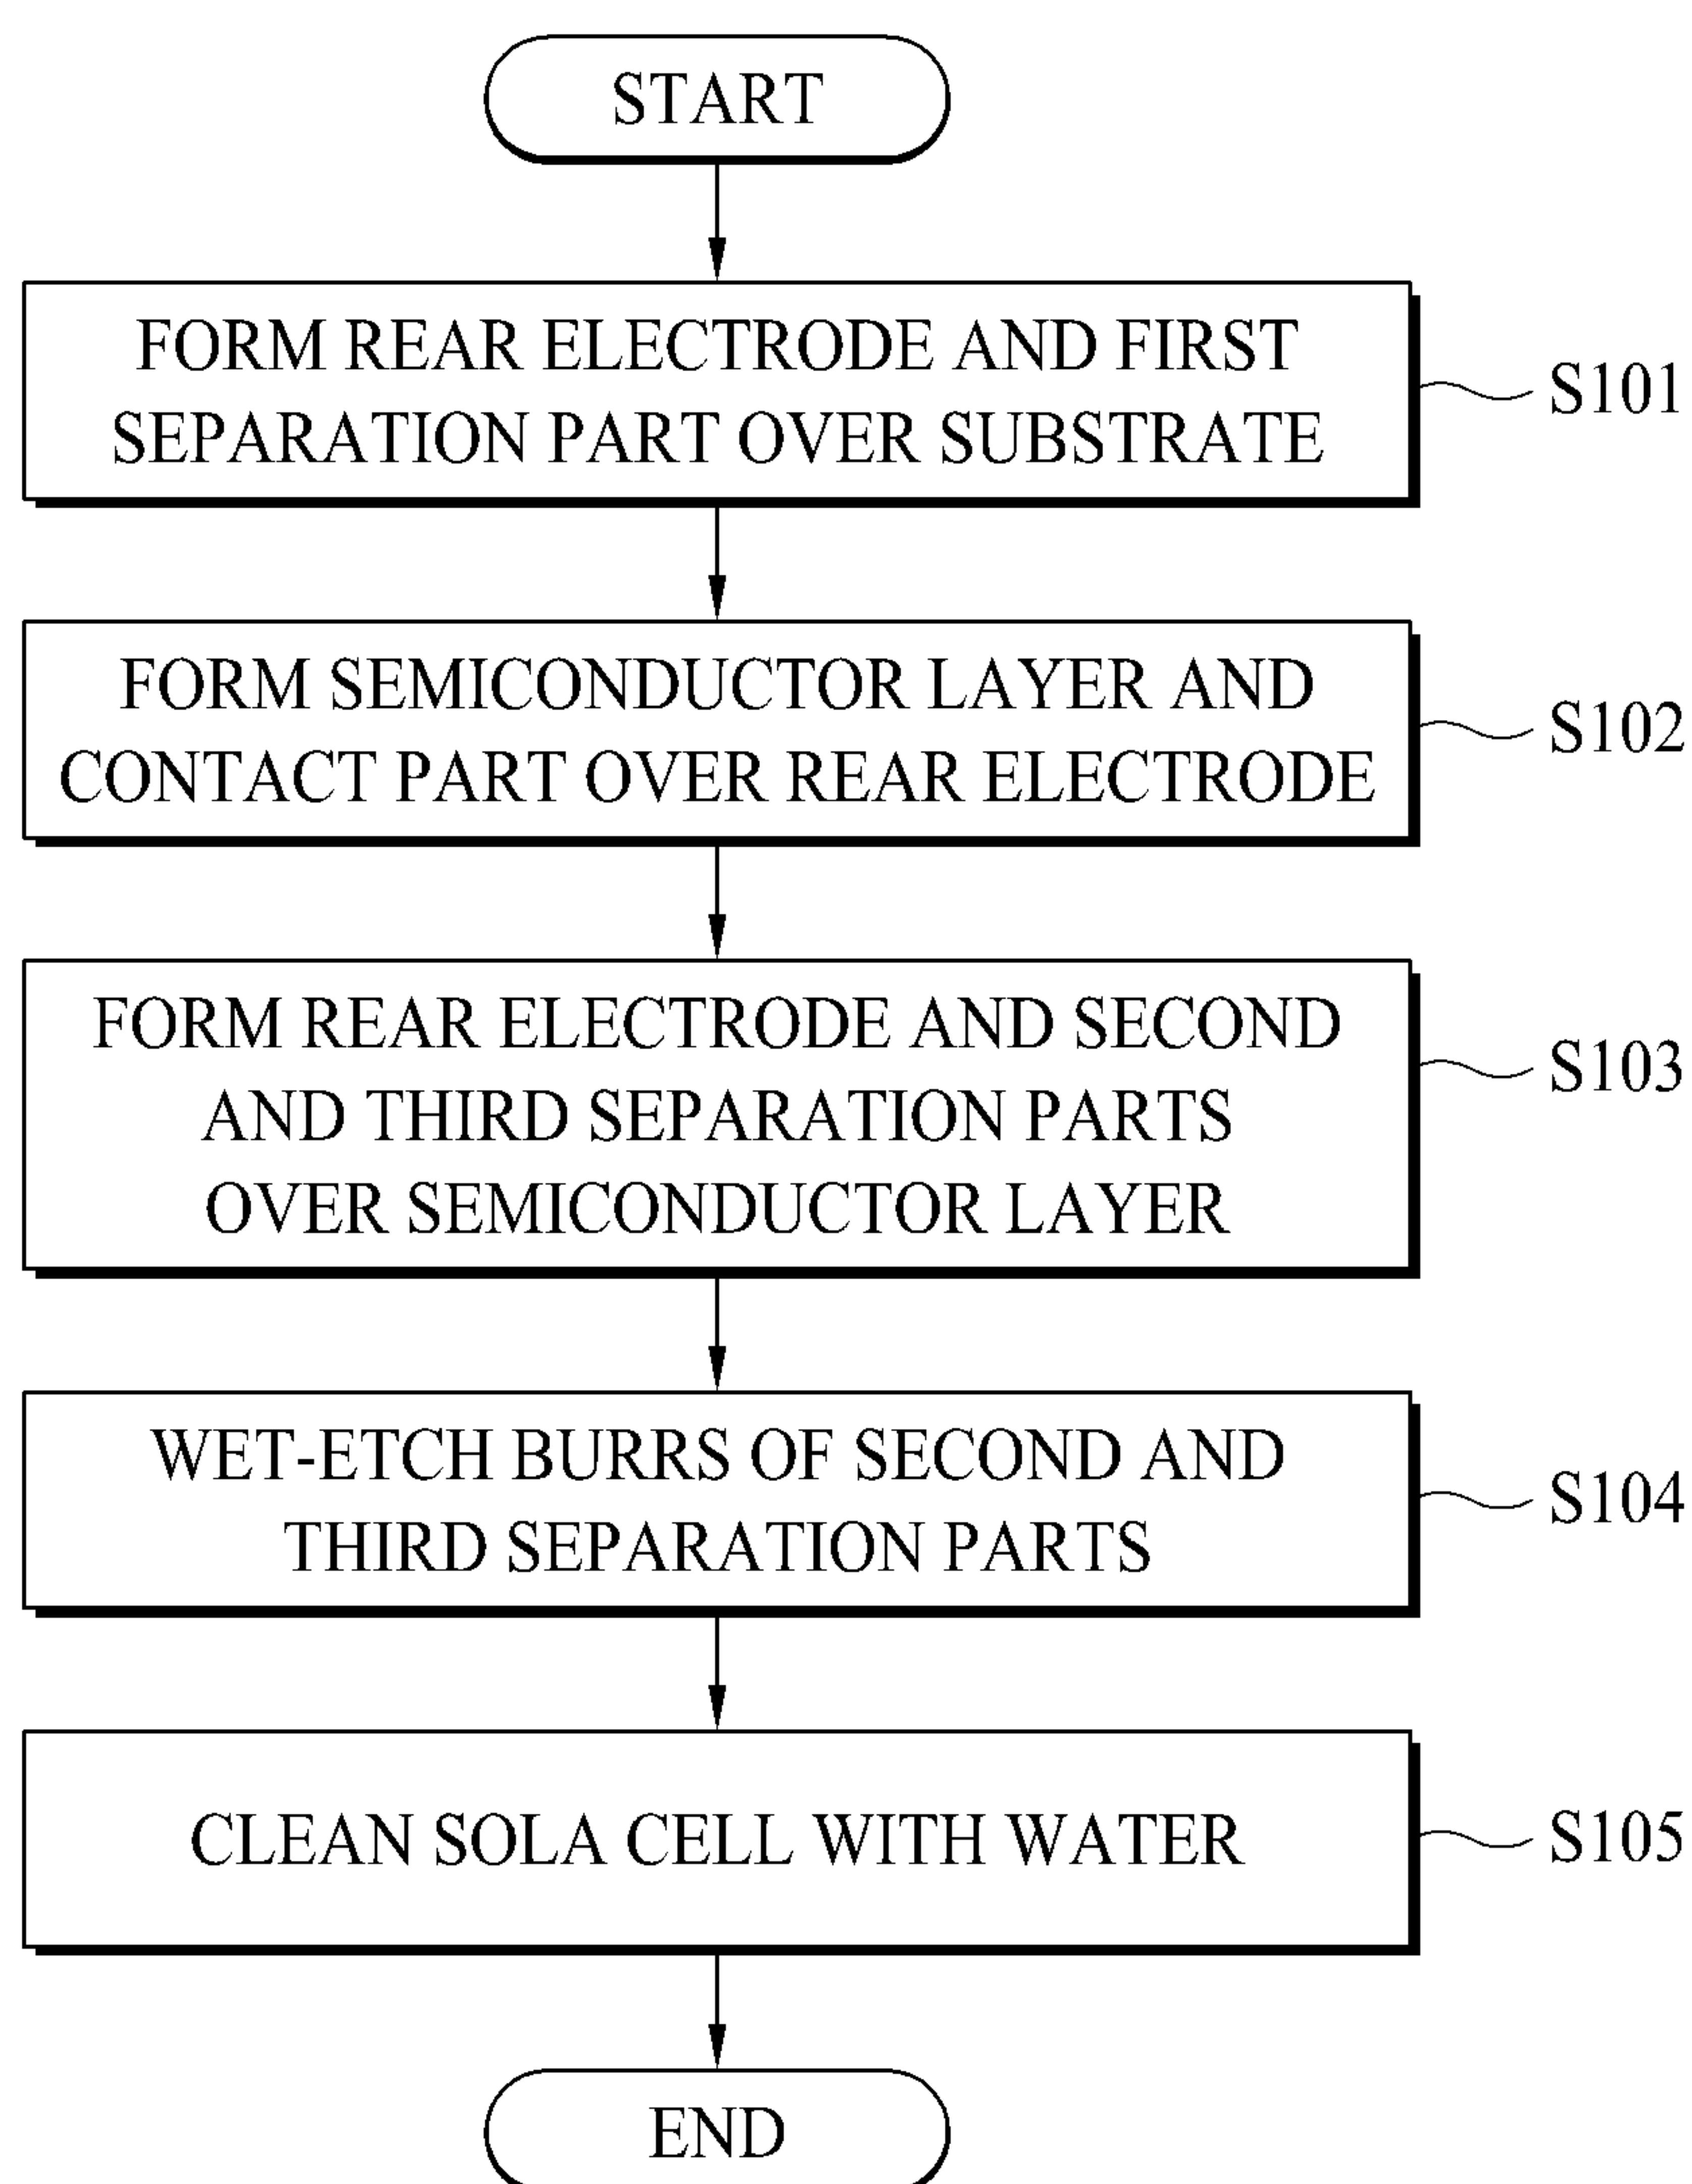 START
FORM REAR ELECTRODE AND FIRST
SEPARATION PART OVER SUBSTRATE
S101
FORM SEMICONDUCTOR LAYER AND
CONTACT PART OVER REAR ELECTRODE
S102
FORM REAR ELECTRODE AND SECOND
AND THIRD SEPARATION PARTS
OVER SEMICONDUCTOR LAYER
S103
WET-ETCH BURRS OF SECOND AND
THIRD SEPARATION PARTS
S104
CLEAN SOLA CELL WITH WATER
S105
END